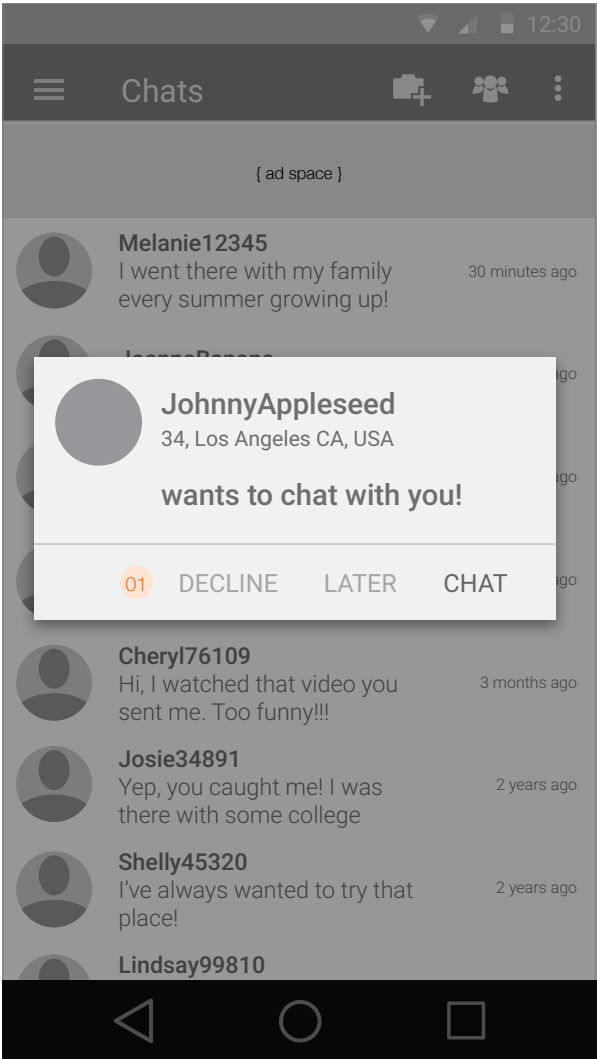 12:30
Chats
{ ad space }
Melanie12345
I went there with my family
every summer growing up!
30 minutes ago
ago
JohnnyAppleseed
34, Los Angeles CA, USA
wants to chat with you!
ago
01 DECLINE LATER CHAT
ago
Cheryl76109
Hi, I watched that video you
sent me. Too funny!!!
3 months ago
Josie34891
Yep, you caught me! I was
there with some college
2 years ago
Shelly45320
I've always wanted to try that
place!
2 years ago
Lindsay99810